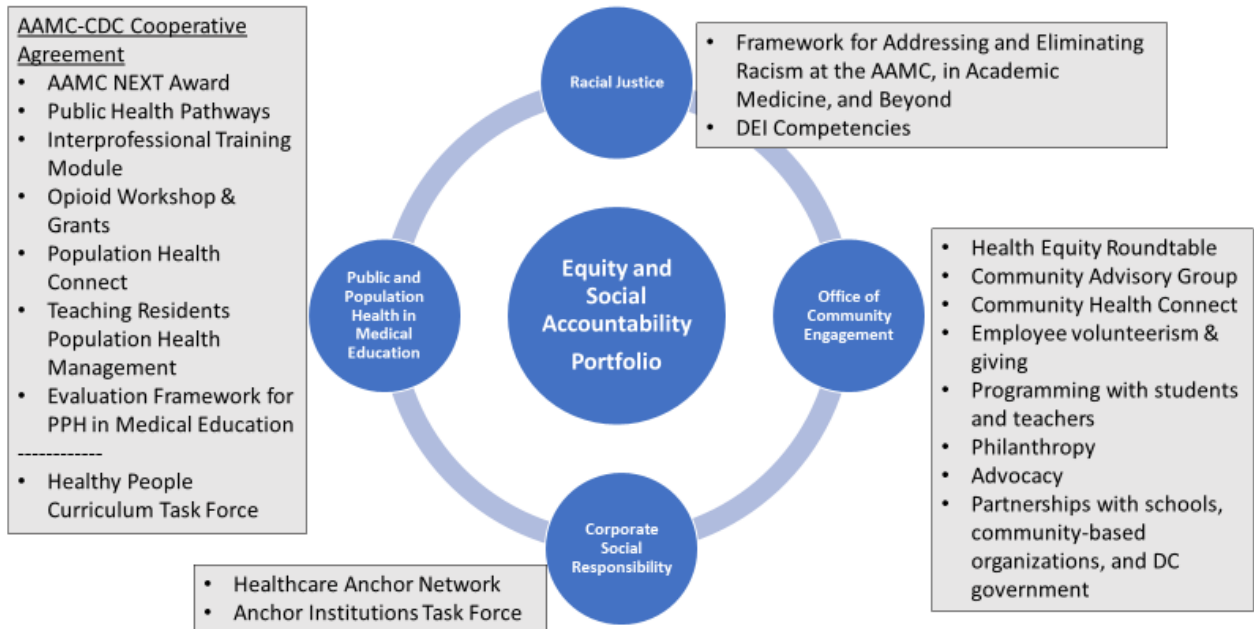 AAMC-CDC Cooperative
Agreement
• AAMC NEXT Award
• Public Health Pathways
• Interprofessional Training
Module
• Opioid Workshop &
Grants
• Population Health
Connect
• Teaching Residents
Population Health
Management
• Evaluation Framework for
PPH in Medical Education
------------
• Healthy People
Curriculum Task Force
Racial Justice
• Framework for Addressing and Eliminating
Racism at the AAMC, in Academic
Medicine, and Beyond
• DEI Competencies
Public and
Population
Health in
Medical
Education
Equity and
Social
Accountability
Portfolio
Office of
Community
Engagement
• Health Equity Roundtable
• Community Advisory Group
• Community Health Connect
• Employee volunteerism &
giving
• Programming with students
and teachers
• Philanthropy
• Advocacy
• Partnerships with schools,
community-based
organizations, and DC
government
Corporate
Social
Responsibility
• Healthcare Anchor Network
• Anchor Institutions Task Force